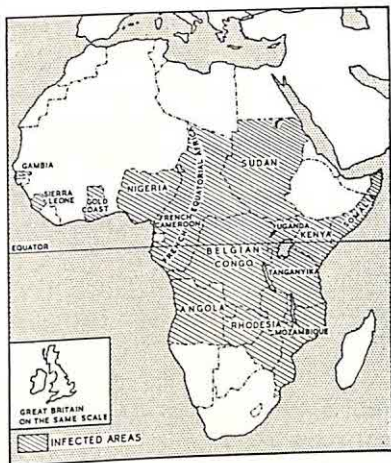 GAMBIA
SIERRA
LEONE
GOLD
COAST
NIGERIA
FRENCH
CAMEROON
FRENCH EQUATORIAL AFRICA
SUDAN
UGANDA
KENYA
SOMALIA
EQUATOR
BELGIAN
CONGO
TANGANYIKA
ANGOLA
RHODESIA
MOZAMBIQUE
GREAT BRITAIN
ON THE SAME SCALE
INFECTED AREAS